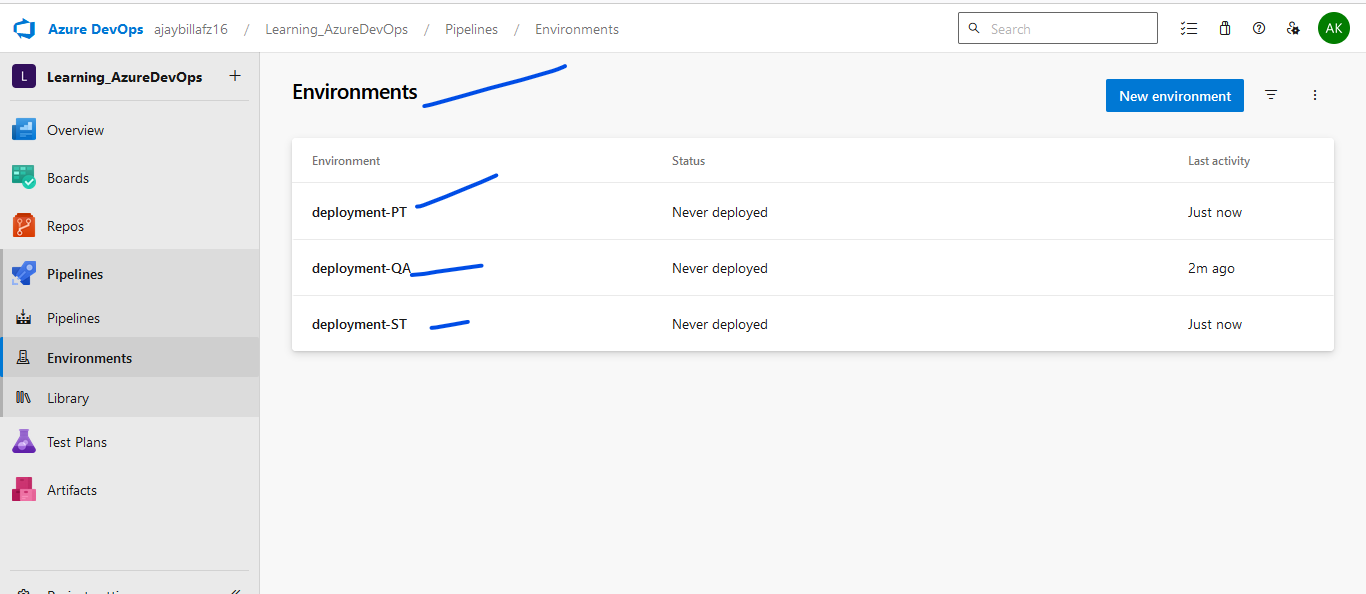 Azure DevOps ajaybillafz16 / Learning_AzureDevOps / Pipelines / Environments Search AK
L Learning_AzureDevOps +
Overview
Boards
Repos
Pipelines
Pipelines
Environments
Library
Test Plans
Artifacts
Environments
New environment
Environment Status Last activity
deployment-PT Never deployed Just now
deployment-QA Never deployed 2m ago
deployment-ST Never deployed Just now